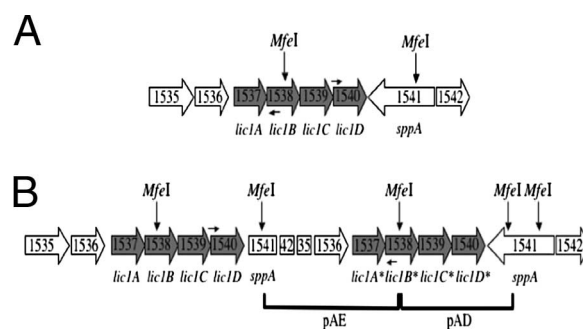 A
MfeI MfeI
1535 1536 1537 1538 1539 1540 1541 1542
lic1A lic1B lic1C lic1D sppA
B
MfeI MfeI MfeI MfeI MfeI
1535 1536 1537 1538 1539 1540 1541 42 35 1536 1537 1538 1539 1540 1541 1542
lic1A lic1B lic1C lic1D sppA lic1A* lic1B* lic1C* lic1D* sppA
pAE pAD